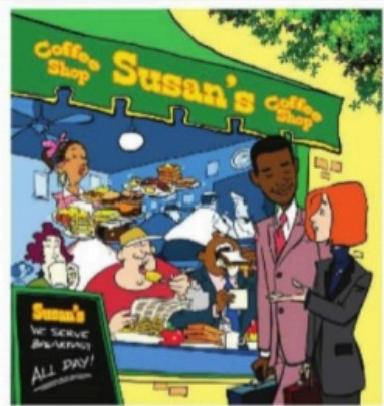 Coffee Shop
Susan's
Coffee Shop
Susan's
WE SERVE
BREAKFAST
ALL DAY!